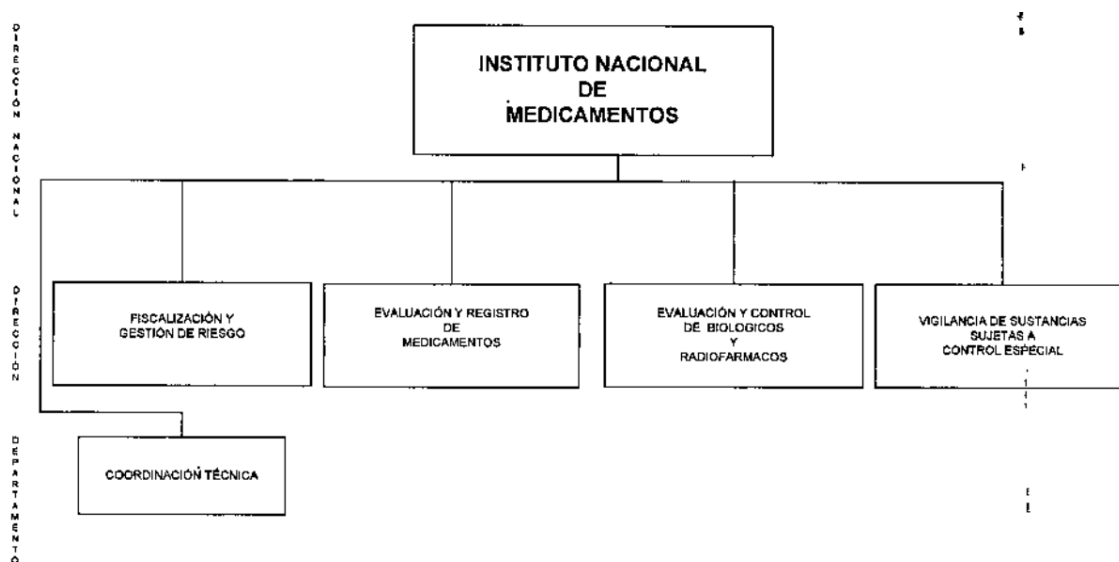 DIRECCIÓN NACIONAL
INSTITUTO NACIONAL
DE
MEDICAMENTOS
DIRECCIÓN
FISCALIZACIÓN Y
GESTIÓN DE RIESGO
EVALUACIÓN Y REGISTRO
DE
MEDICAMENTOS
EVALUACIÓN Y CONTROL
DE BIOLOGICOS
Y
RADIOFARMACOS
VIGILANCIA DE SUSTANCIAS
SUJETAS A
CONTROL ESPECIAL
DEPARTAMENTO
COORDINACIÓN TÉCNICA